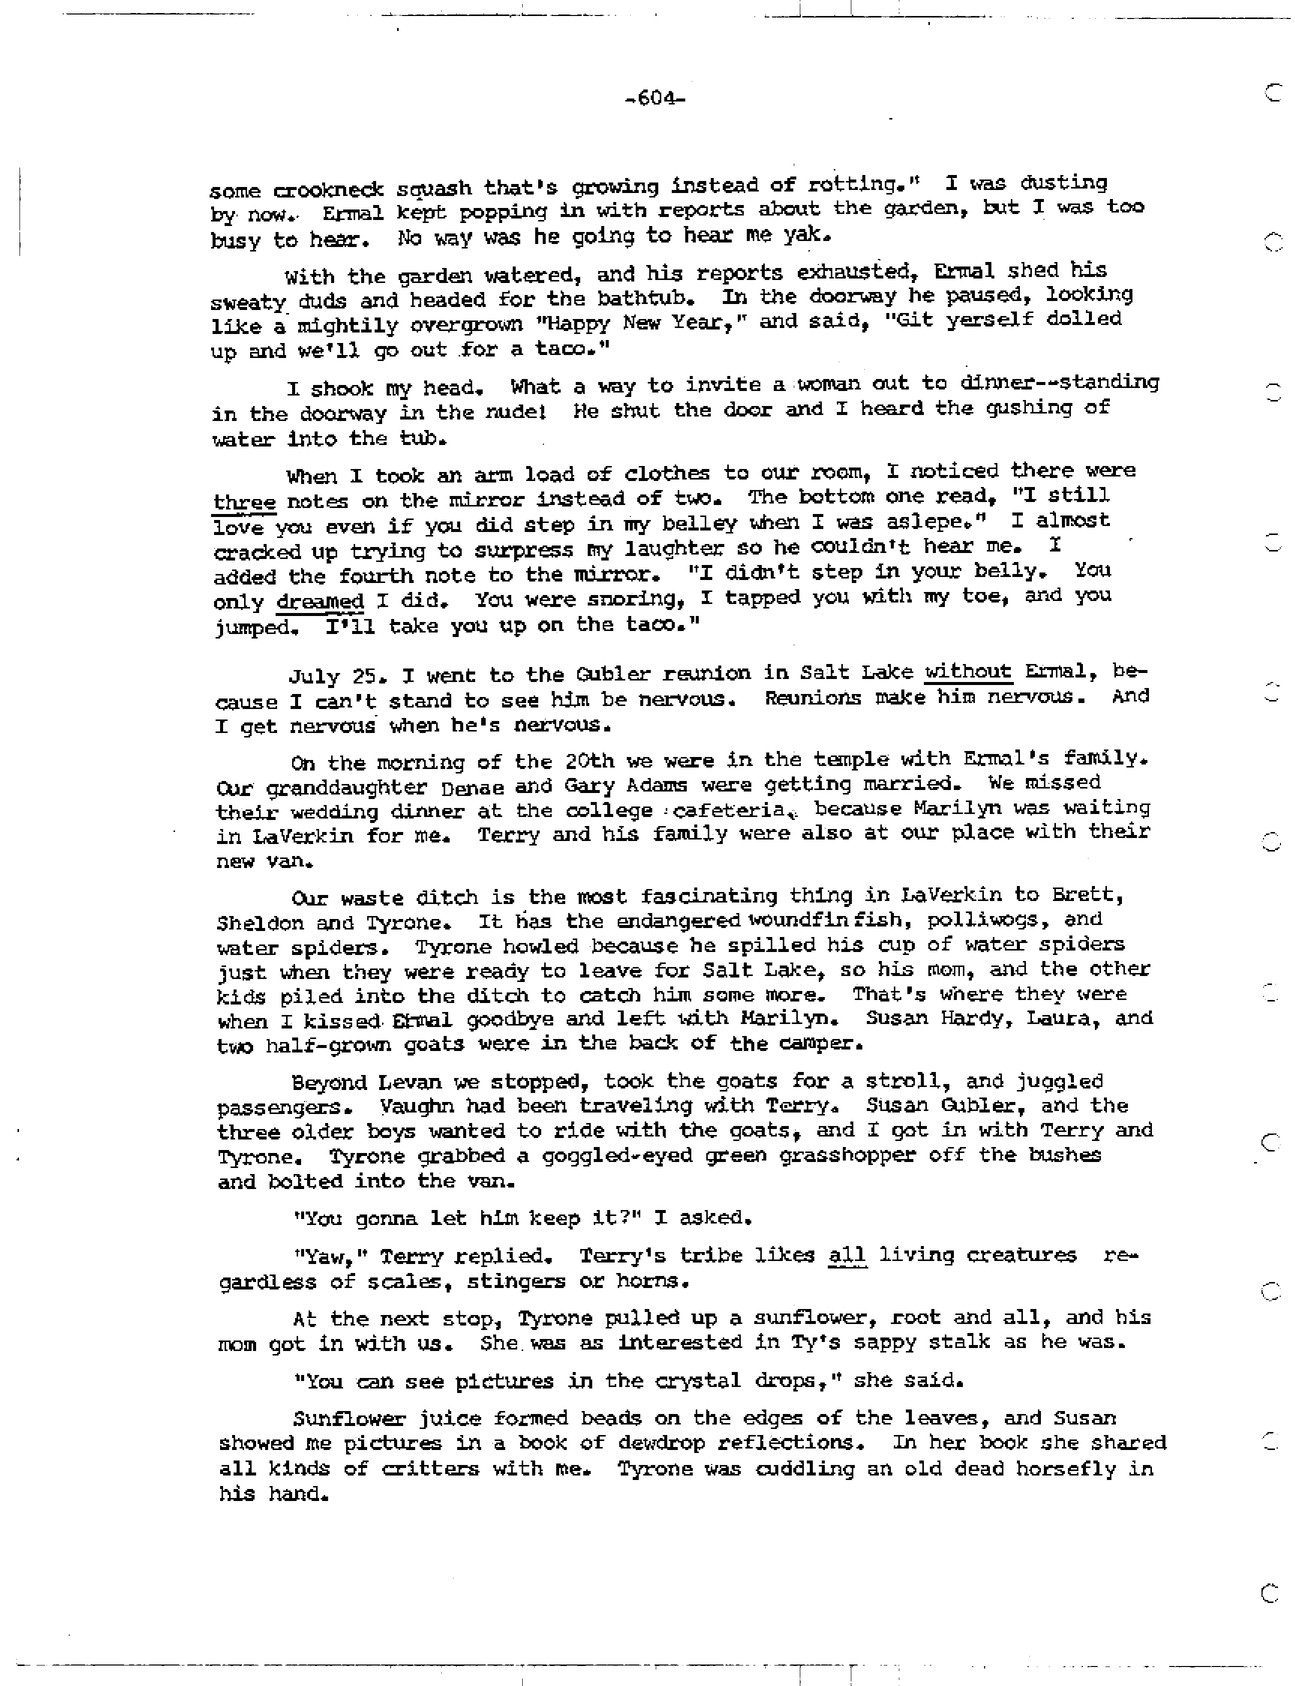 -604-
some crookneck squash that's growing instead of rotting."  I was dusting
by now.  Ermal kept popping in with reports about the garden, but I was too
busy to hear.  No way was he going to hear me yak.
With the garden watered, and his reports exhausted, Ermal shed his
sweaty duds and headed for the bathtub.  In the doorway he paused, looking
like a mightily overgrown "Happy New Year," and said, "Git yerself dolled
up and we'll go out for a taco."
I shook my head.  What a way to invite a woman out to dinner--standing
in the doorway in the nude!  He shut the door and I heard the gushing of
water into the tub.
When I took an arm load of clothes to our room, I noticed there were
three notes on the mirror instead of two.  The bottom one read, "I still
love you even if you did step in my belley when I was aslepe."  I almost
cracked up trying to surpress my laughter so he couldn't hear me.  I
added the fourth note to the mirror.  "I didn't step in your belly.  You
only dreamed I did.  You were snoring, I tapped you with my toe, and you
jumped.  I'll take you up on the taco."
July 25. I went to the Gubler reunion in Salt Lake without Ermal, be-
cause I can't stand to see him be nervous.  Reunions make him nervous.  And
I get nervous when he's nervous.
On the morning of the 20th we were in the temple with Ermal's family.
Our granddaughter Denae and Gary Adams were getting married.  We missed
their wedding dinner at the college cafeteria, because Marilyn was waiting
in LaVerkin for me.  Terry and his family were also at our place with their
new van.
Our waste ditch is the most fascinating thing in LaVerkin to Brett,
Sheldon and Tyrone.  It has the endangered woundfin fish, polliwogs, and
water spiders.  Tyrone howled because he spilled his cup of water spiders
just when they were ready to leave for Salt Lake, so his mom, and the other
kids piled into the ditch to catch him some more.  That's where they were
when I kissed Ermal goodbye and left with Marilyn.  Susan Hardy, Laura, and
two half-grown goats were in the back of the camper.
Beyond Levan we stopped, took the goats for a stroll, and juggled
passengers.  Vaughn had been traveling with Terry.  Susan Gubler, and the
three older boys wanted to ride with the goats, and I got in with Terry and
Tyrone.  Tyrone grabbed a goggled-eyed green grasshopper off the bushes
and bolted into the van.
"You gonna let him keep it?" I asked.
"Yaw," Terry replied.  Terry's tribe likes all living creatures  re-
gardless of scales, stingers or horns.
At the next stop, Tyrone pulled up a sunflower, root and all, and his
mom got in with us.  She was as interested in Ty's sappy stalk as he was.
"You can see pictures in the crystal drops," she said.
Sunflower juice formed beads on the edges of the leaves, and Susan
showed me pictures in a book of dewdrop reflections.  In her book she shared
all kinds of critters with me.  Tyrone was cuddling an old dead horsefly in
his hand.